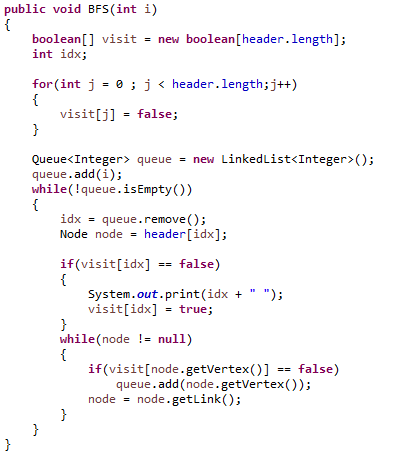 public void BFS(int i)
{
    boolean[] visit = new boolean[header.length];
    int idx;

    for(int j = 0 ; j < header.length;j++)
    {
        visit[j] = false;
    }

    Queue<Integer> queue = new LinkedList<Integer>();
    queue.add(i);
    while(!queue.isEmpty())
    {
        idx = queue.remove();
        Node node = header[idx];

        if(visit[idx] == false)
        {
            System.out.print(idx + " ");
            visit[idx] = true;
        }
        while(node != null)
        {
            if(visit[node.getVertex()] == false)
                queue.add(node.getVertex());
            node = node.getLink();
        }
    }
}